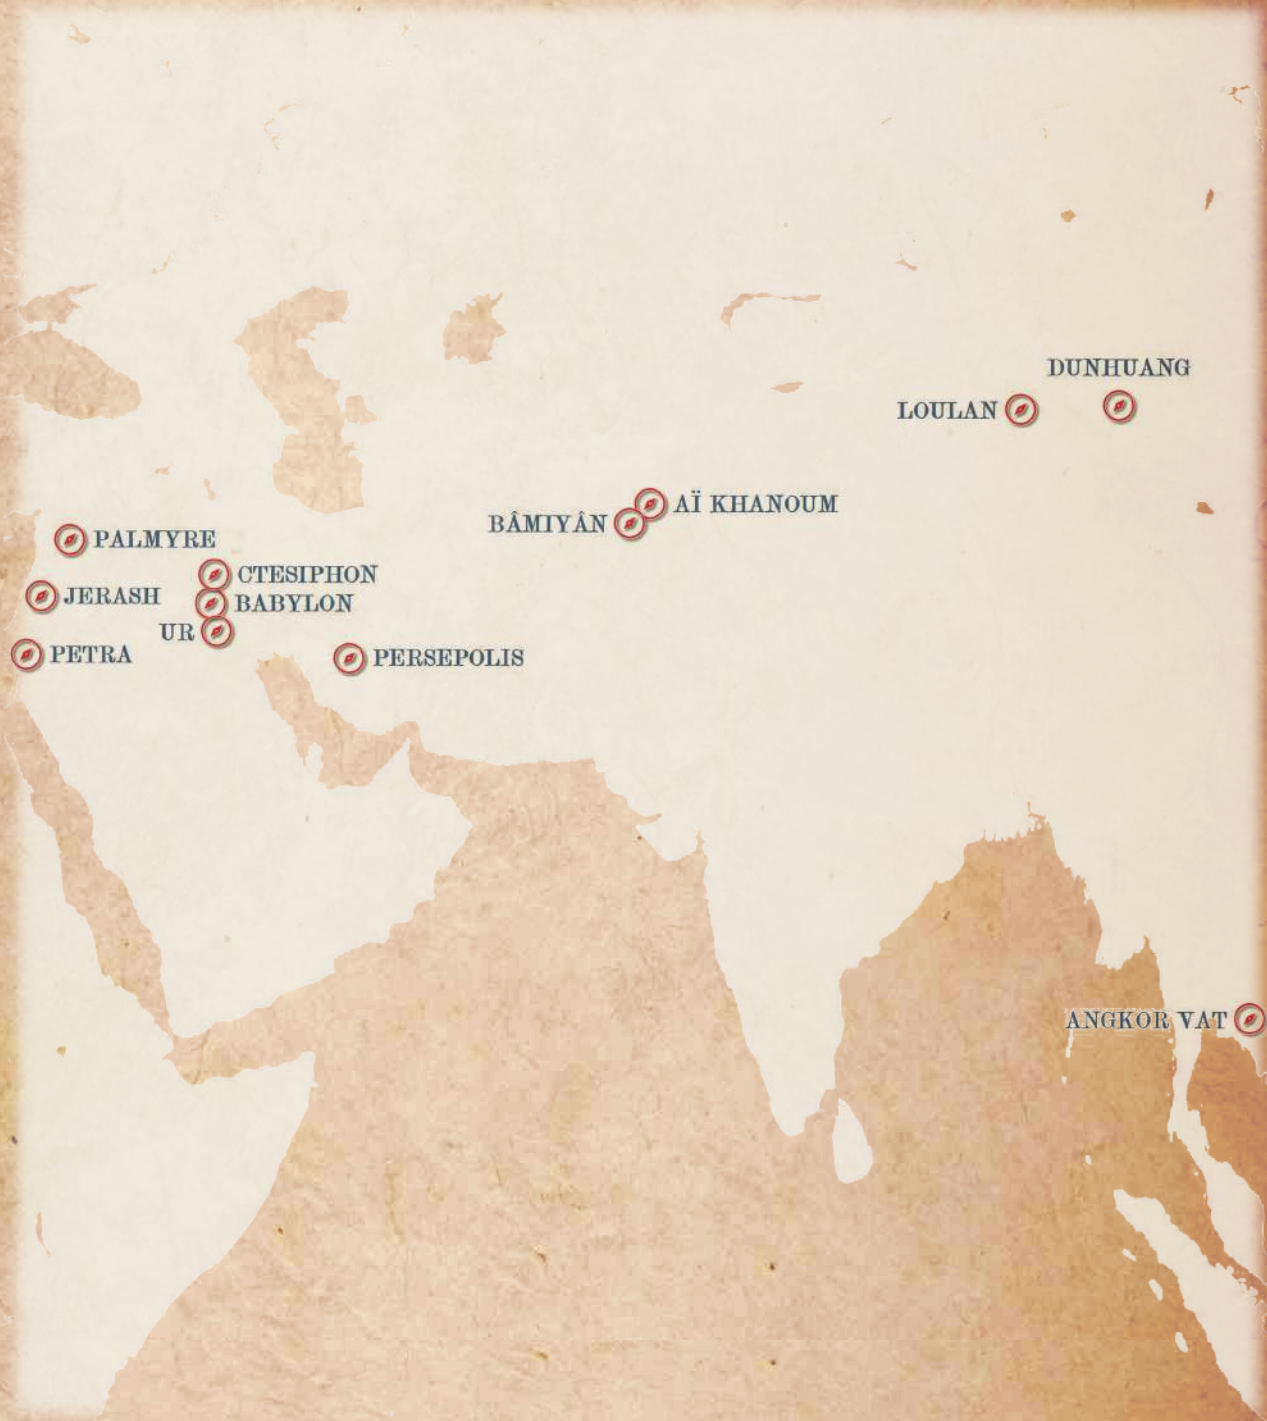 DUNHUANG
LOULAN
AÏ KHANOUM
BÂMIYÂN
PALMYRE
CTESIPHON
JERASH
BABYLON
UR
PETRA
PERSEPOLIS
ANGKOR VAT